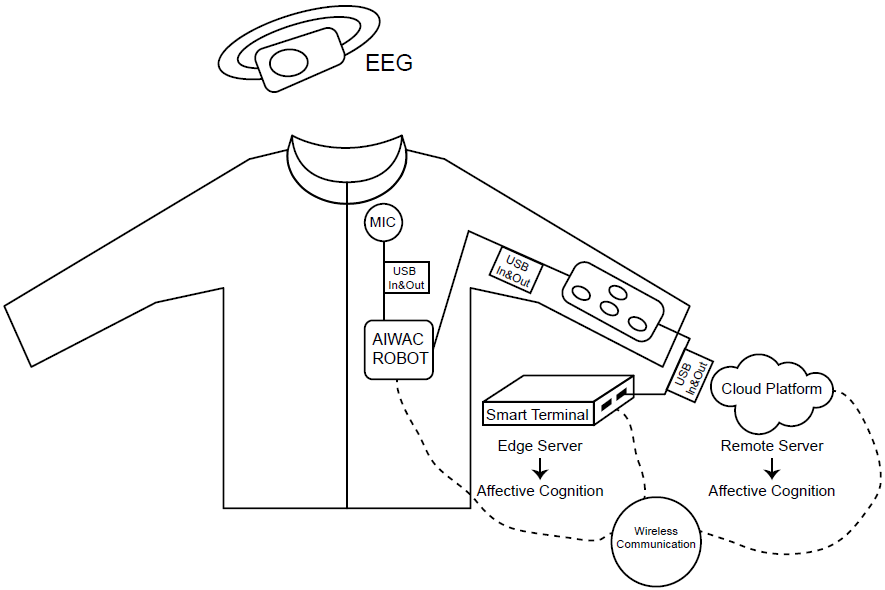 EEG
MIC
USB
In&Out
USB
In&Out
AIWAC
ROBOT
USB
In&Out
Cloud Platform
Smart Terminal
Edge Server
Remote Server
Affective Cognition
Affective Cognition
Wireless
Communication